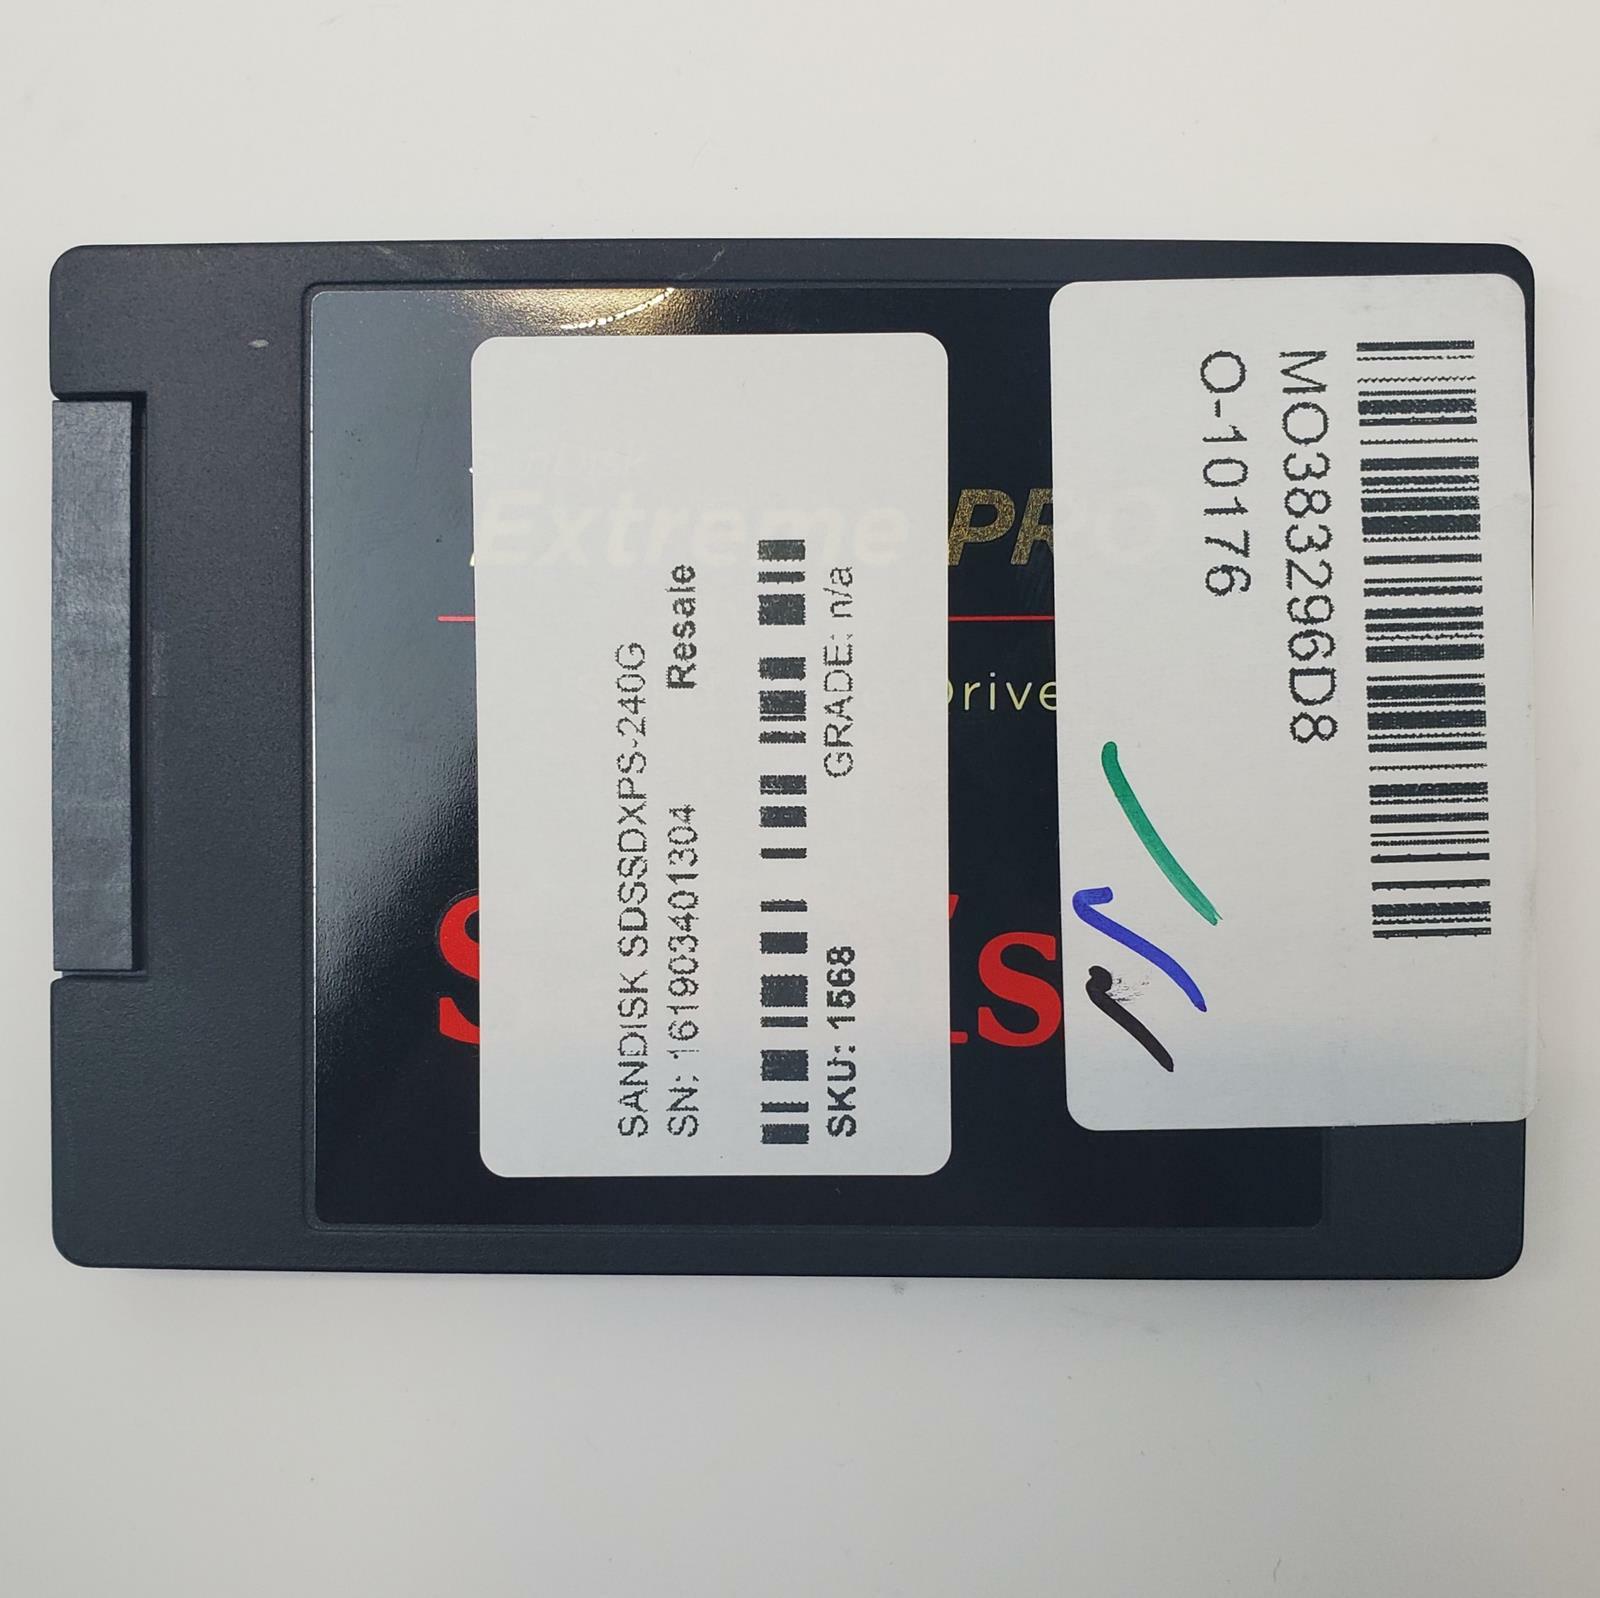 Extreme PRO
Drive
S
S
SANDISK SDSSDXPS-240G
SN: 161903401304 Resale
SKU: 1568 GRADE: n/a
MO383296D8
O-10176